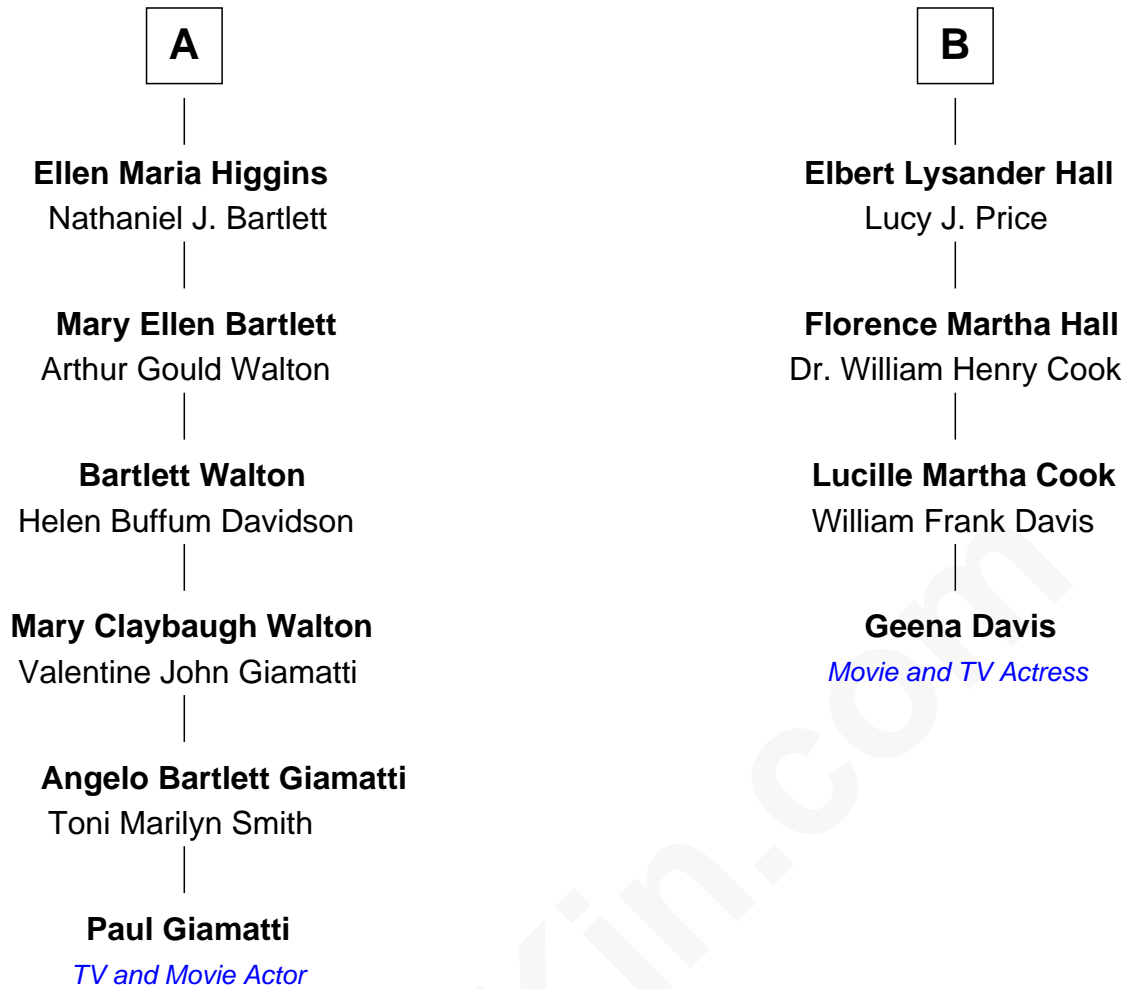 A
Ellen Maria Higgins
Nathaniel J. Bartlett
Mary Ellen Bartlett
Arthur Gould Walton
Bartlett Walton
Helen Buffum Davidson
Mary Claybaugh Walton
Valentine John Giamatti
Angelo Bartlett Giamatti
Toni Marilyn Smith
Paul Giamatti
TV and Movie Actor
B
Elbert Lysander Hall
Lucy J. Price
Florence Martha Hall
Dr. William Henry Cook
Lucille Martha Cook
William Frank Davis
Geena Davis
Movie and TV Actress
Kin.com